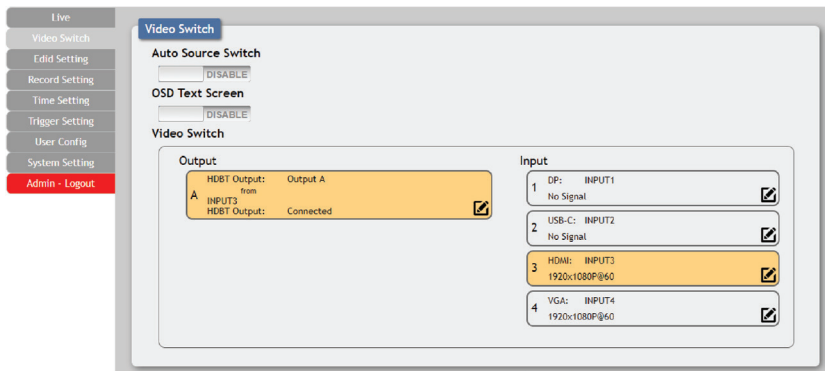 Live
Video Switch
Edid Setting
Record Setting
Time Setting
Trigger Setting
User Config
System Setting
Admin - Logout
Video Switch
Auto Source Switch
DISABLE
OSD Text Screen
DISABLE
Video Switch
Output
A
HDBT Output: Output A
from
INPUT3
HDBT Output: Connected
Input
1
DP: INPUT1
No Signal
2
USB-C: INPUT2
No Signal
3
HDMI: INPUT3
1920x1080P@60
4
VGA: INPUT4
1920x1080P@60